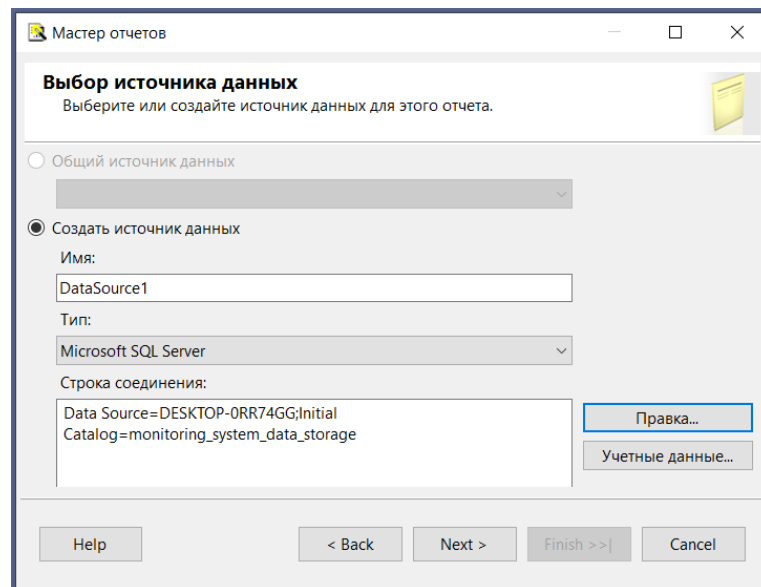 Мастер отчетов
Выбор источника данных
Выберите или создайте источник данных для этого отчета.
Общий источник данных
Создать источник данных
Имя:
DataSource1
Тип:
Microsoft SQL Server
Строка соединения:
Data Source=DESKTOP-0RR74GG;Initial
Catalog=monitoring_system_data_storage
Правка...
Учетные данные...
Help
< Back
Next >
Finish >>|
Cancel